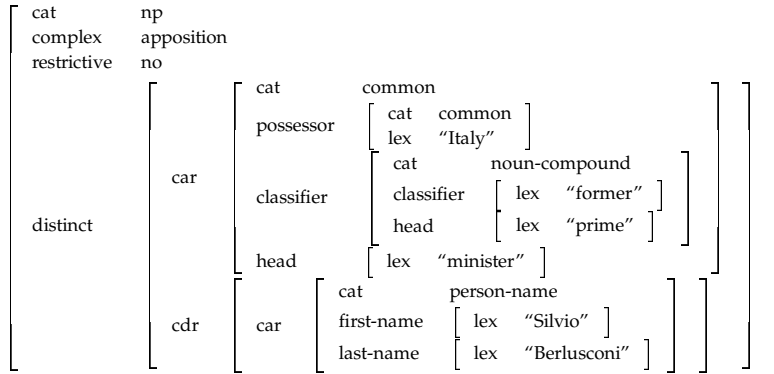 cat np
complex apposition
restrictive no
cat common
possessor cat common
lex “Italy”
car
cat noun-compound
classifier classifier lex “former”
head lex “prime”
distinct
head lex “minister”
cat person-name
cdr car first-name lex “Silvio”
last-name lex “Berlusconi”